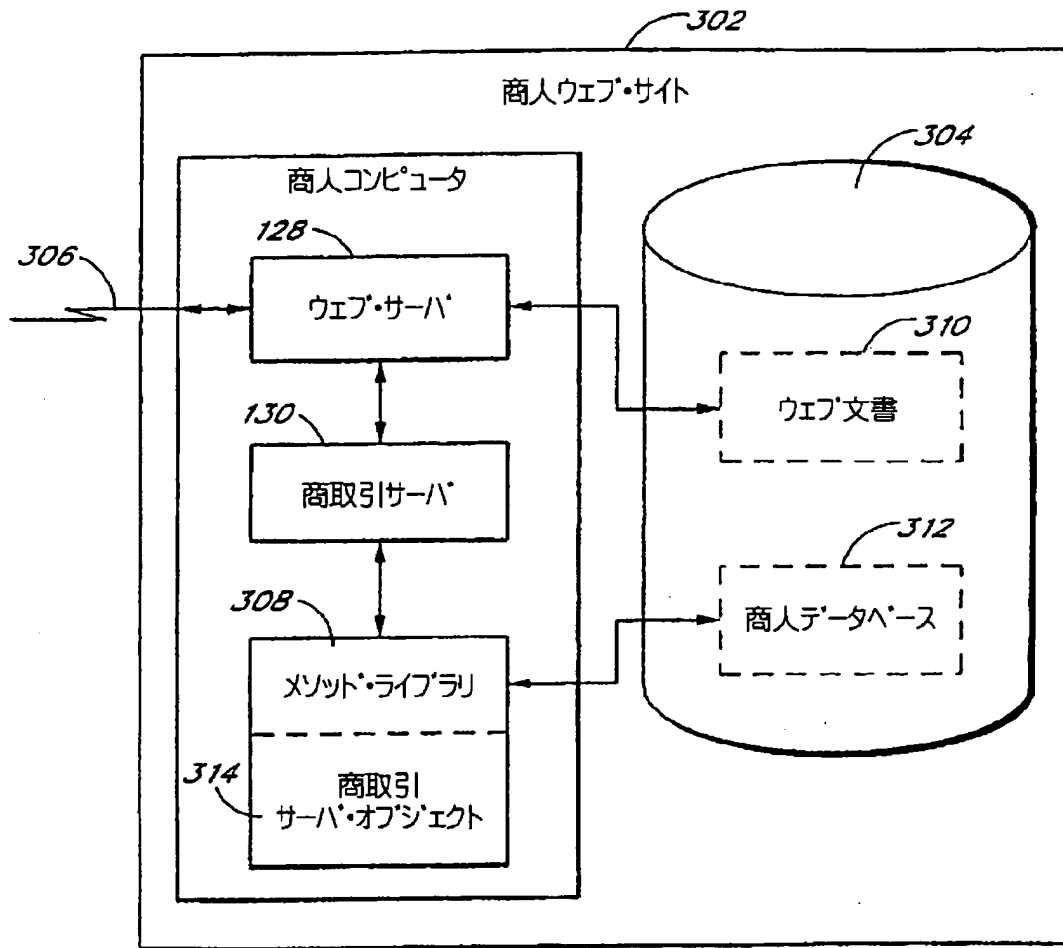 302
商人ウェブ・サイト
304
商人コンピュータ
128
306
ウェブ・サーバ
310
ウェブ文書
130
商取引サーバ
312
商人データベース
308
メソッド・ライブラリ
314
商取引
サーバ・オブジェクト